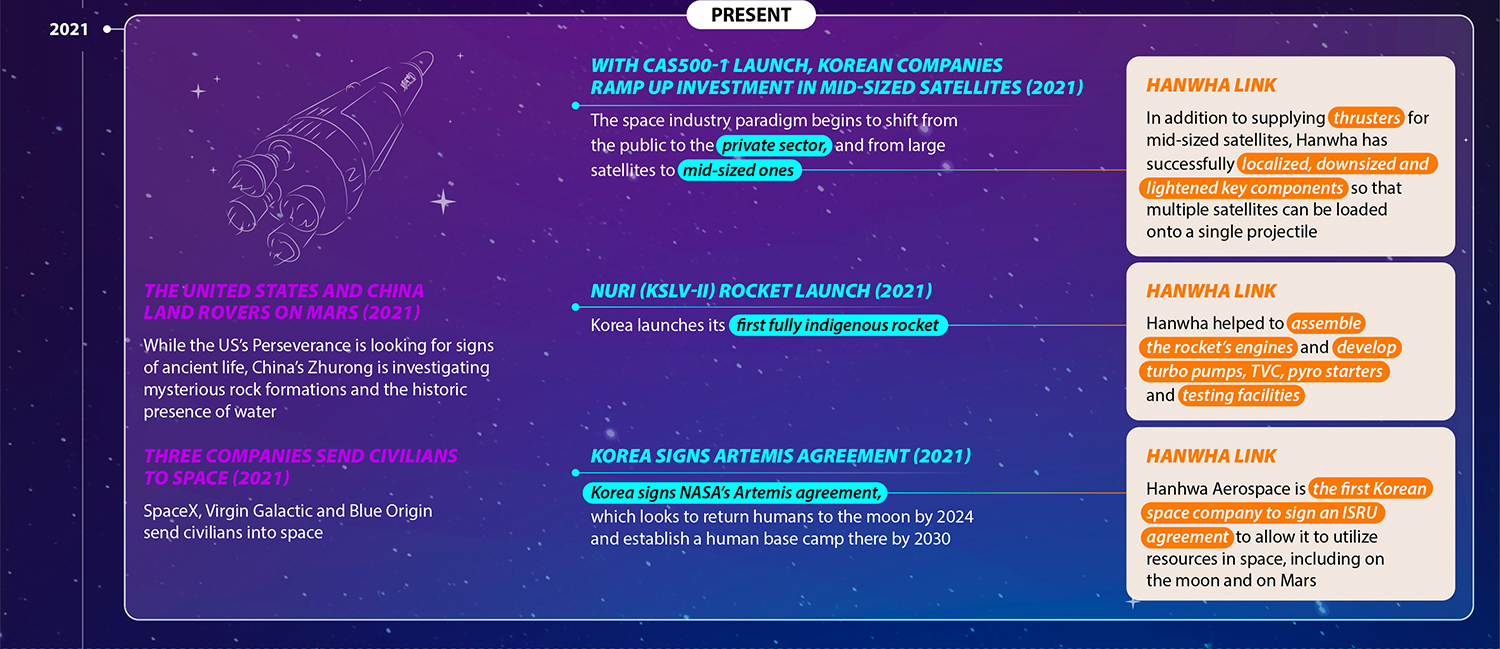 PRESENT
2021
THE UNITED STATES AND CHINA
LAND ROVERS ON MARS (2021)
While the US’s Perseverance is looking for signs
of ancient life, China’s Zhurong is investigating
mysterious rock formations and the historic
presence of water
THREE COMPANIES SEND CIVILIANS
TO SPACE (2021)
SpaceX, Virgin Galactic and Blue Origin
send civilians into space
WITH CAS500-1 LAUNCH, KOREAN COMPANIES
RAMP UP INVESTMENT IN MID-SIZED SATELLITES (2021)
The space industry paradigm begins to shift from
the public to the private sector, and from large
satellites to mid-sized ones
HANWHA LINK
In addition to supplying thrusters for
mid-sized satellites, Hanwha has
successfully localized, downsized and
lightened key components so that
multiple satellites can be loaded
onto a single projectile
NURI (KSLV-II) ROCKET LAUNCH (2021)
Korea launches its first fully indigenous rocket
HANWHA LINK
Hanwha helped to assemble
the rocket’s engines and develop
turbo pumps, TVC, pyro starters
and testing facilities
KOREA SIGNS ARTEMIS AGREEMENT (2021)
Korea signs NASA’s Artemis agreement,
which looks to return humans to the moon by 2024
and establish a human base camp there by 2030
HANWHA LINK
Hanhwa Aerospace is the first Korean
space company to sign an ISRU
agreement to allow it to utilize
resources in space, including on
the moon and on Mars